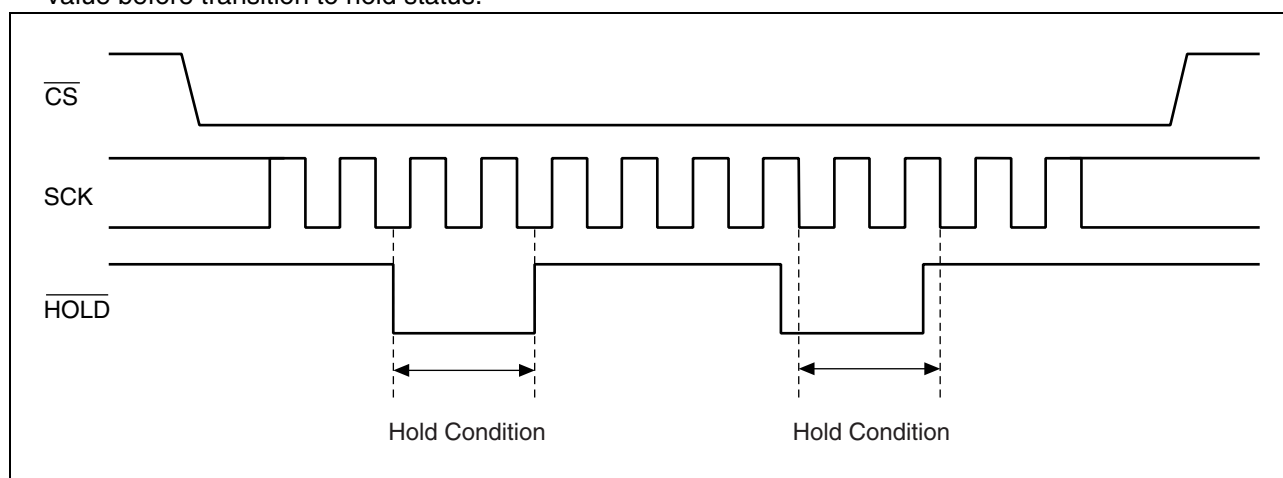 value before transition to hold status.
CS
SCK
HOLD
Hold Condition
Hold Condition